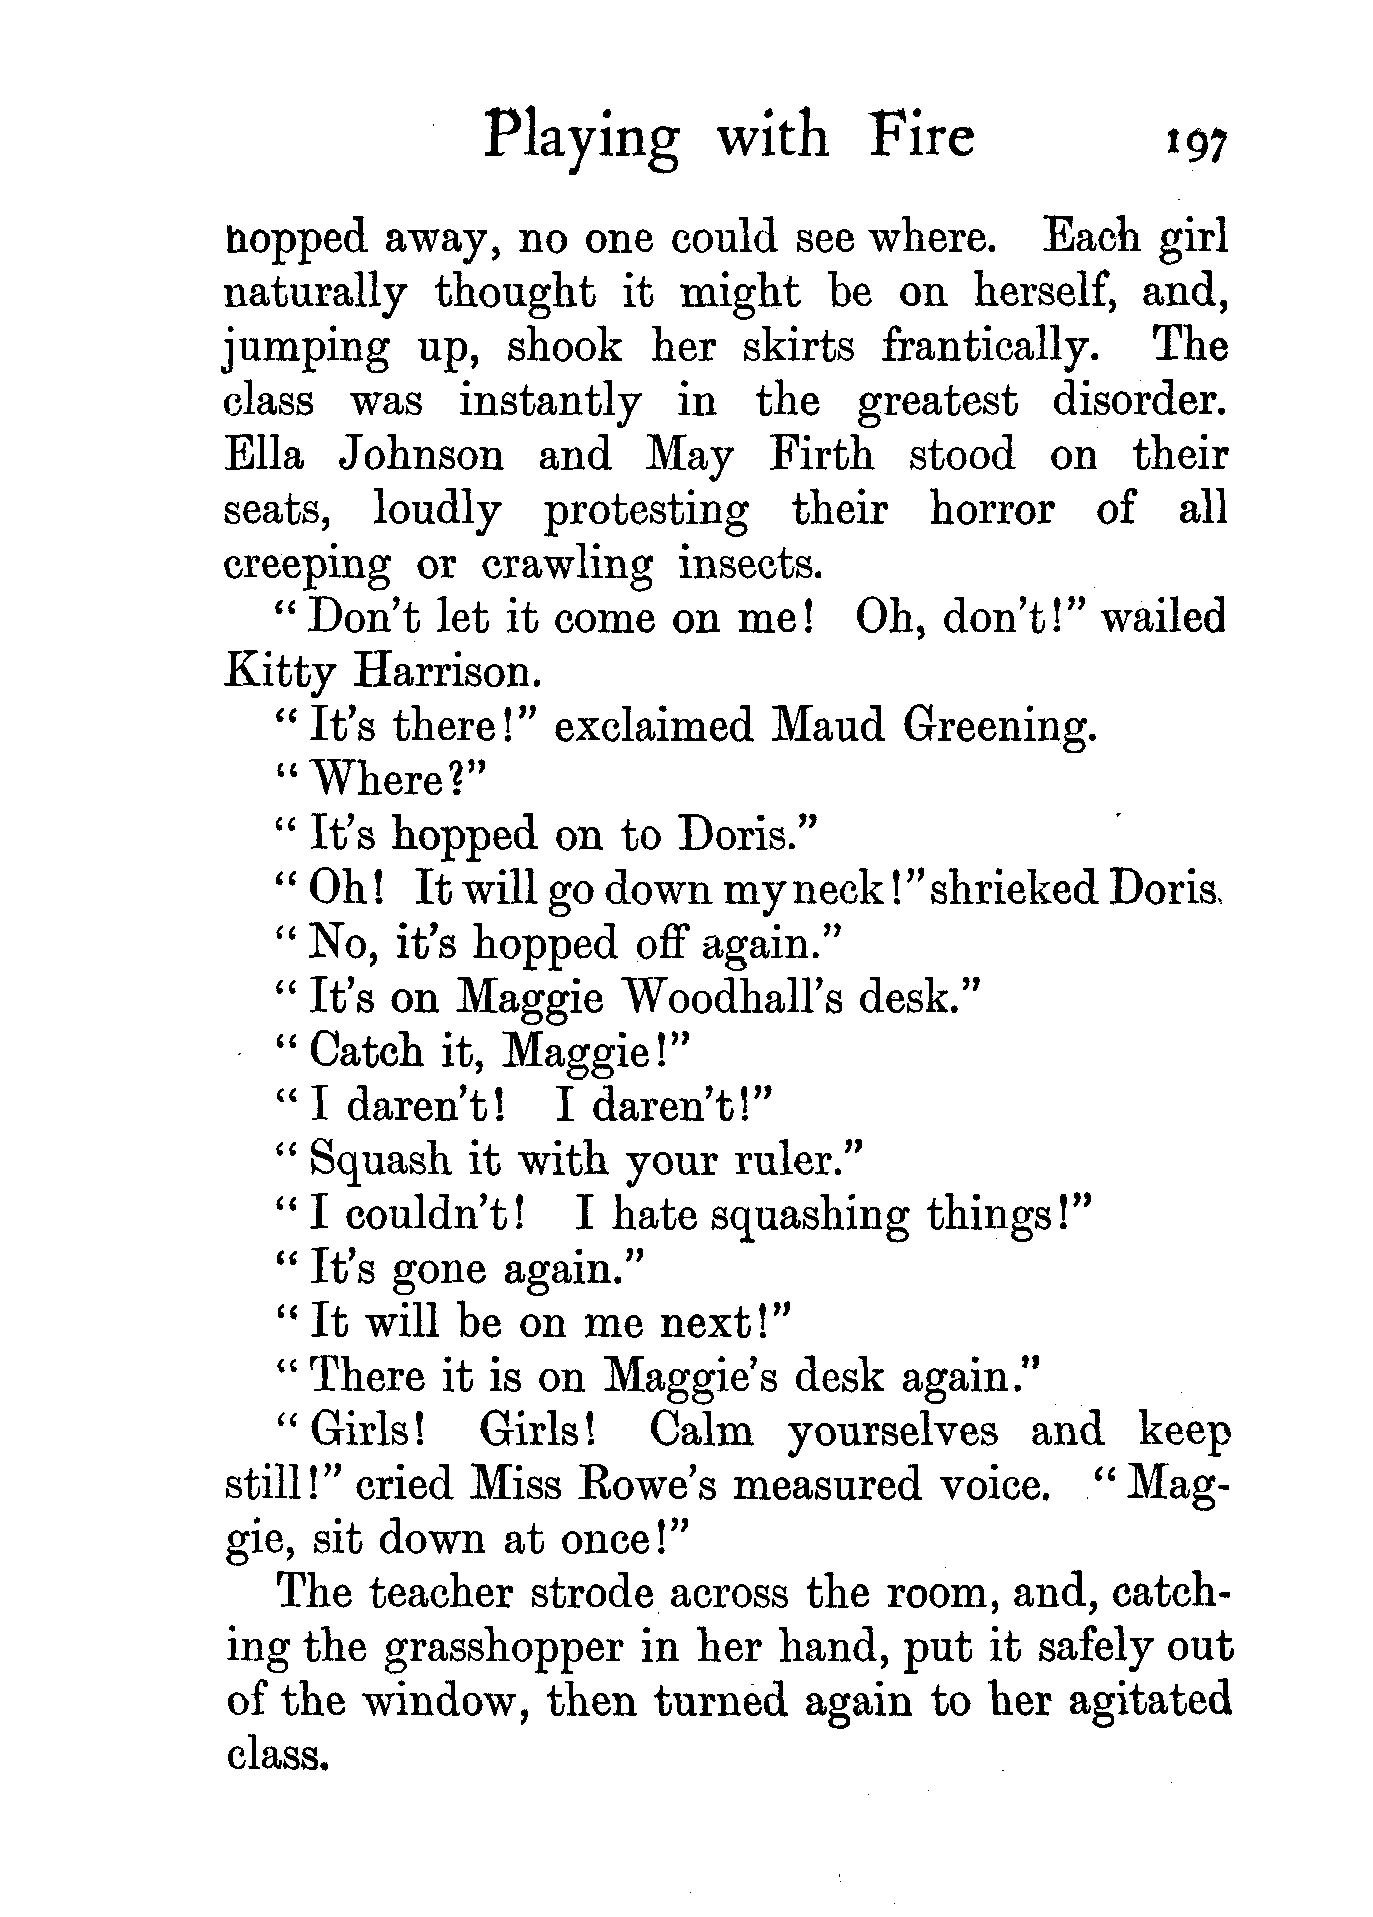 Playing with Fire 197
hopped away, no one could see where. Each girl
naturally thought it might be on herself, and,
jumping up, shook her skirts frantically. The
class was instantly in the greatest disorder.
Ella Johnson and May Firth stood on their
seats, loudly protesting their horror of all
creeping or crawling insects.
"Don't let it come on me! Oh, don't!" wailed
Kitty Harrison.
"It's there!" exclaimed Maud Greening.
"Where?"
"It's hopped on to Doris."
"Oh! It will go down my neck!" shrieked Doris.
"No, it's hopped off again."
"It's on Maggie Woodhall's desk."
"Catch it, Maggie!"
"I daren't! I daren't!"
"Squash it with your ruler."
"I couldn't! I hate squashing things!"
"It's gone again."
"It will be on me next!"
"There it is on Maggie's desk again."
"Girls! Girls! Calm yourselves and keep
still!" cried Miss Rowe's measured voice. "Mag-
gie, sit down at once!"
The teacher strode across the room, and, catch-
ing the grasshopper in her hand, put it safely out
of the window, then turned again to her agitated
class.